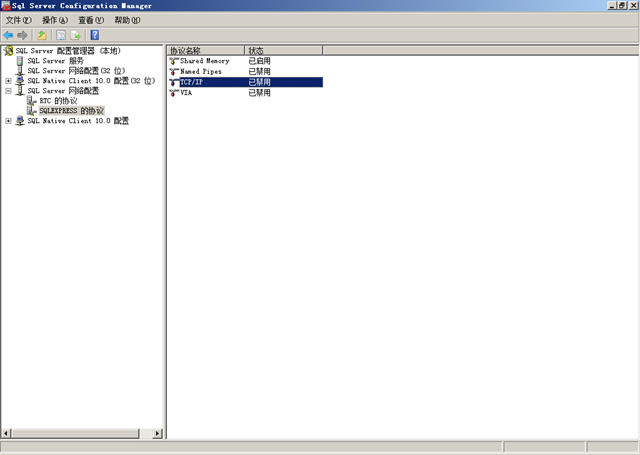 Sql Server Configuration Manager
文件(F) 操作(A) 查看(V) 帮助(H)
SQL Server 配置管理器 (本地)
SQL Server 服务
SQL Server 网络配置(32 位)
SQL Native Client 10.0 配置(32 位)
SQL Server 网络配置
RTC 的协议
SQLEXPRESS 的协议
SQL Native Client 10.0 配置
协议名称 状态
Shared Memory 已启用
Named Pipes 已禁用
TCP/IP 已禁用
VIA 已禁用